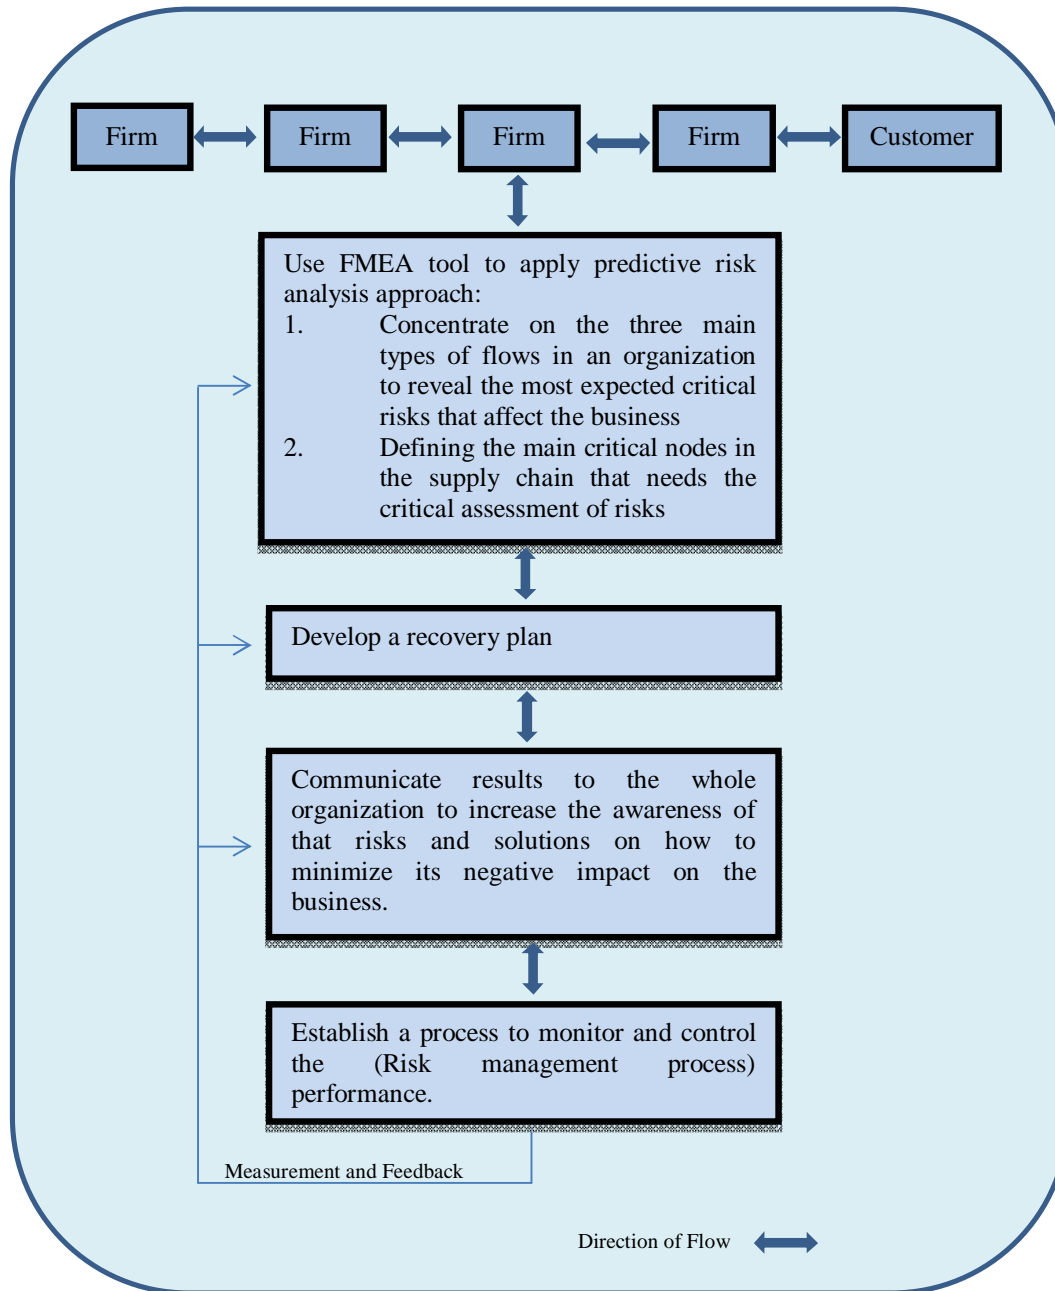 Firm Firm Firm Firm Customer
Use FMEA tool to apply predictive risk
analysis approach:
1. Concentrate on the three main
types of flows in an organization
to reveal the most expected critical
risks that affect the business
2. Defining the main critical nodes in
the supply chain that needs the
critical assessment of risks
Develop a recovery plan
Communicate results to the whole
organization to increase the awareness of
that risks and solutions on how to
minimize its negative impact on the
business.
Establish a process to monitor and control
the (Risk management process)
performance.
Measurement and Feedback
Direction of Flow